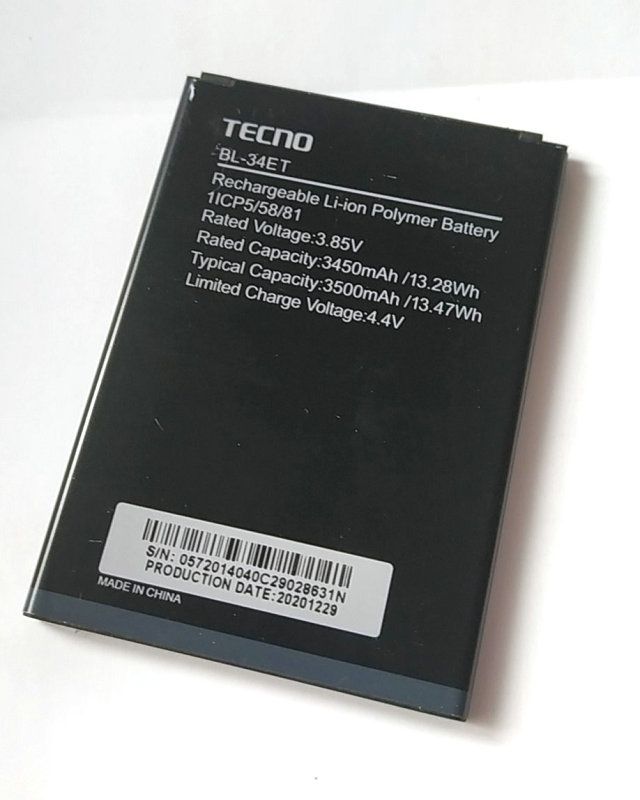 TECNO
BL-34ET
Rechargeable Li-ion Polymer Battery
1ICP5/58/81
Rated Voltage:3.85V
Rated Capacity:3450mAh /13.28Wh
Typical Capacity:3500mAh /13.47Wh
Limited Charge Voltage:4.4V
S/N: 0572014040C29028631N
PRODUCTION DATE:20201229
MADE IN CHINA